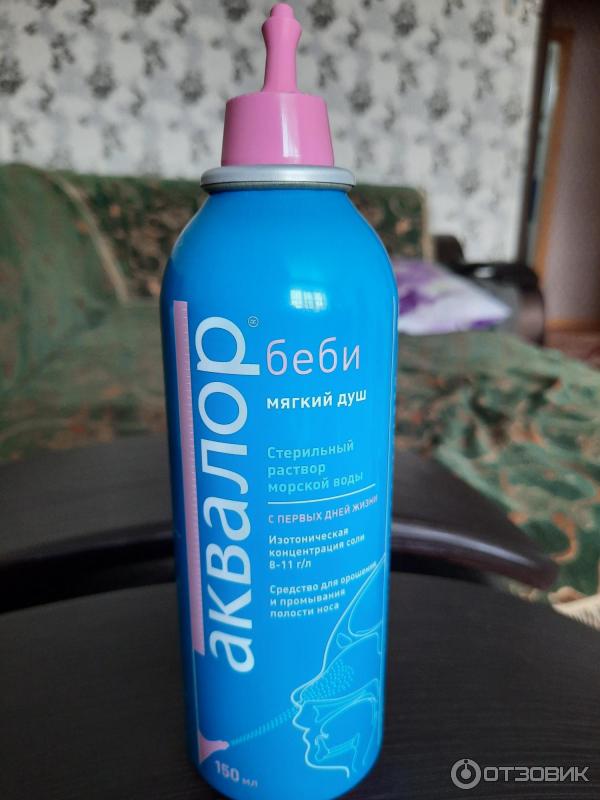 аквалор®
беби
мягкий душ
Стерильный
раствор
морской воды
С ПЕРВЫХ ДНЕЙ ЖИЗНИ
Изотоническая
концентрация соли
8-11 г/л
Средство для орошения
и промывания
полости носа
150 мл
ОТЗОВИК